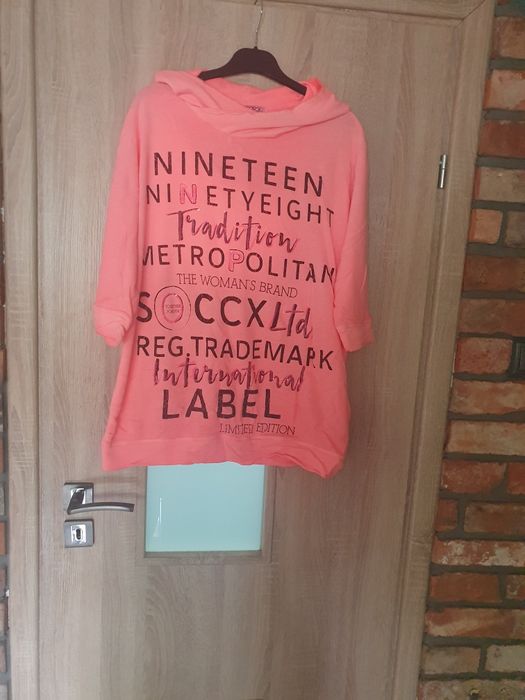 NINETEEN
NINETYEIGHT
Tradition
METROPOLITAN
THE WOMAN'S BRAND
SOCCX Ltd
REG.TRADEMARK
International
LABEL
LIMITED EDITION